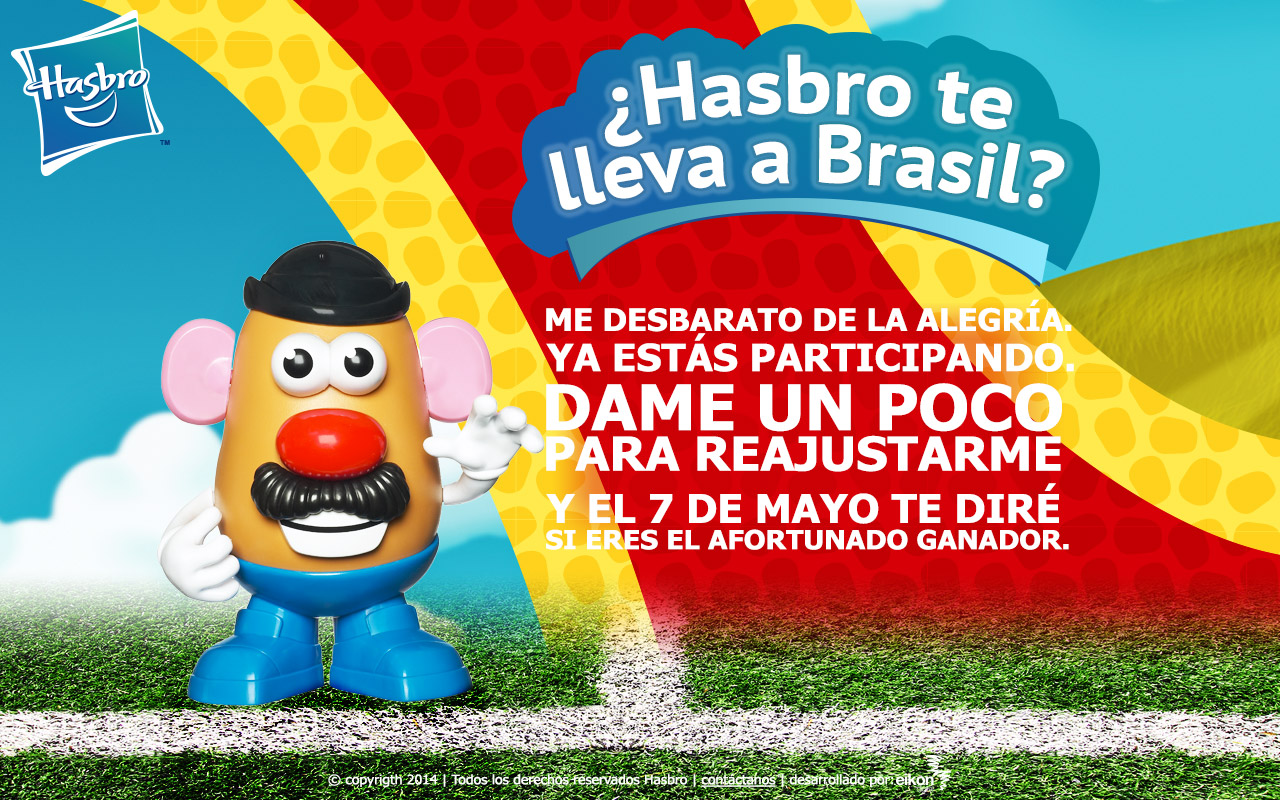 Hasbro
TM
¿Hasbro te
lleva a Brasil?
ME DESBARATO DE LA ALEGRÍA.
YA ESTÁS PARTICIPANDO.
DAME UN POCO
PARA REAJUSTARME
Y EL 7 DE MAYO TE DIRÉ
SI ERES EL AFORTUNADO GANADOR.
© copyrigth 2014 | Todos los derechos reservados Hasbro | contáctanos | desarrollado por: eikon